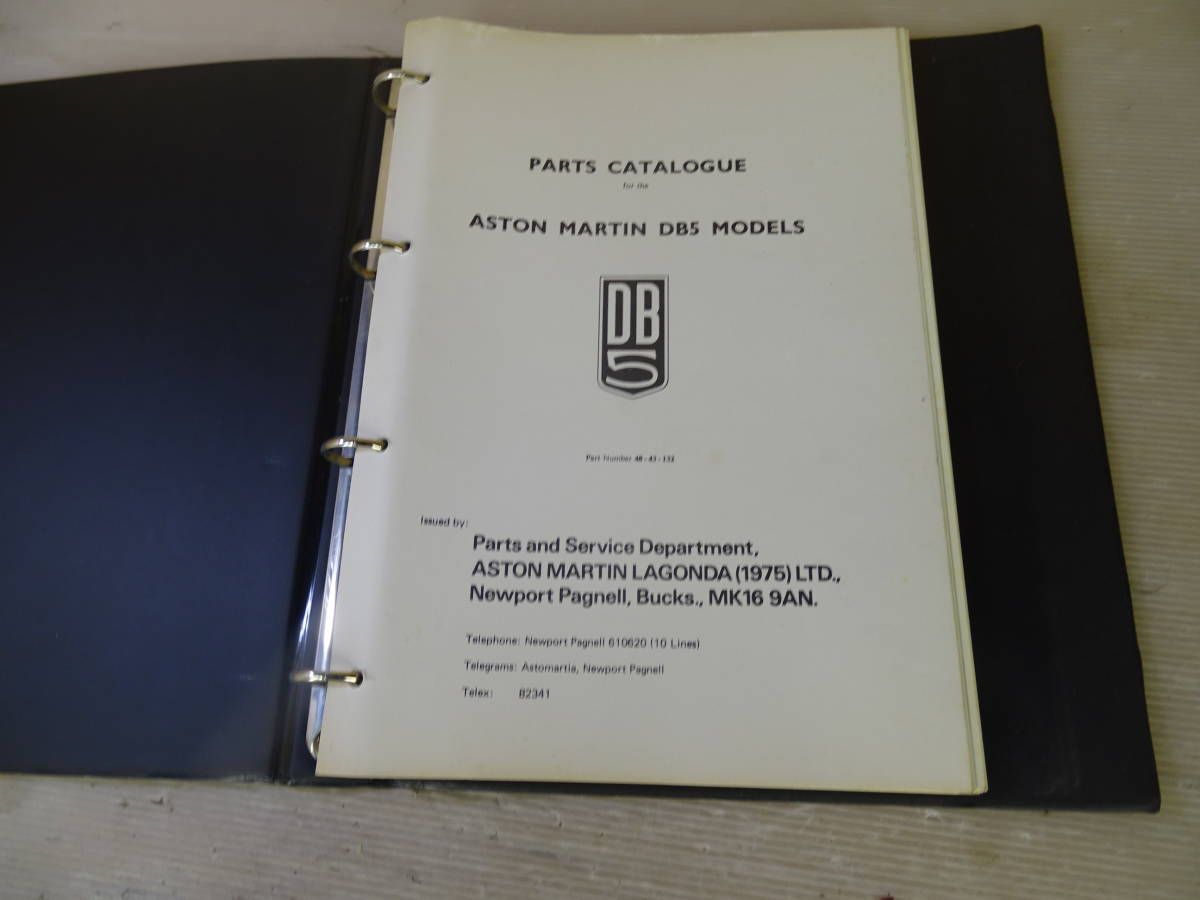 PARTS CATALOGUE
for the
ASTON MARTIN DB5 MODELS
DB
5
Part Number
Issued by:
Parts and Service Department,
ASTON MARTIN LAGONDA (1975) LTD.,
Newport Pagnell, Bucks., MK16 9AN.
Telephone: Newport Pagnell 610620 (10 Lines)
Telegrams: Astomartia, Newport Pagnell
Telex: 82341